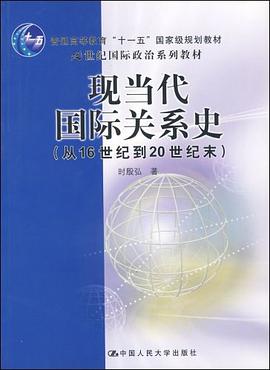 十一五
普通高等教育“十一五”国家级规划教材
21世纪国际政治系列教材
现当代
国际关系史
(从16世纪到20世纪末)
时殷弘 著
中国人民大学出版社